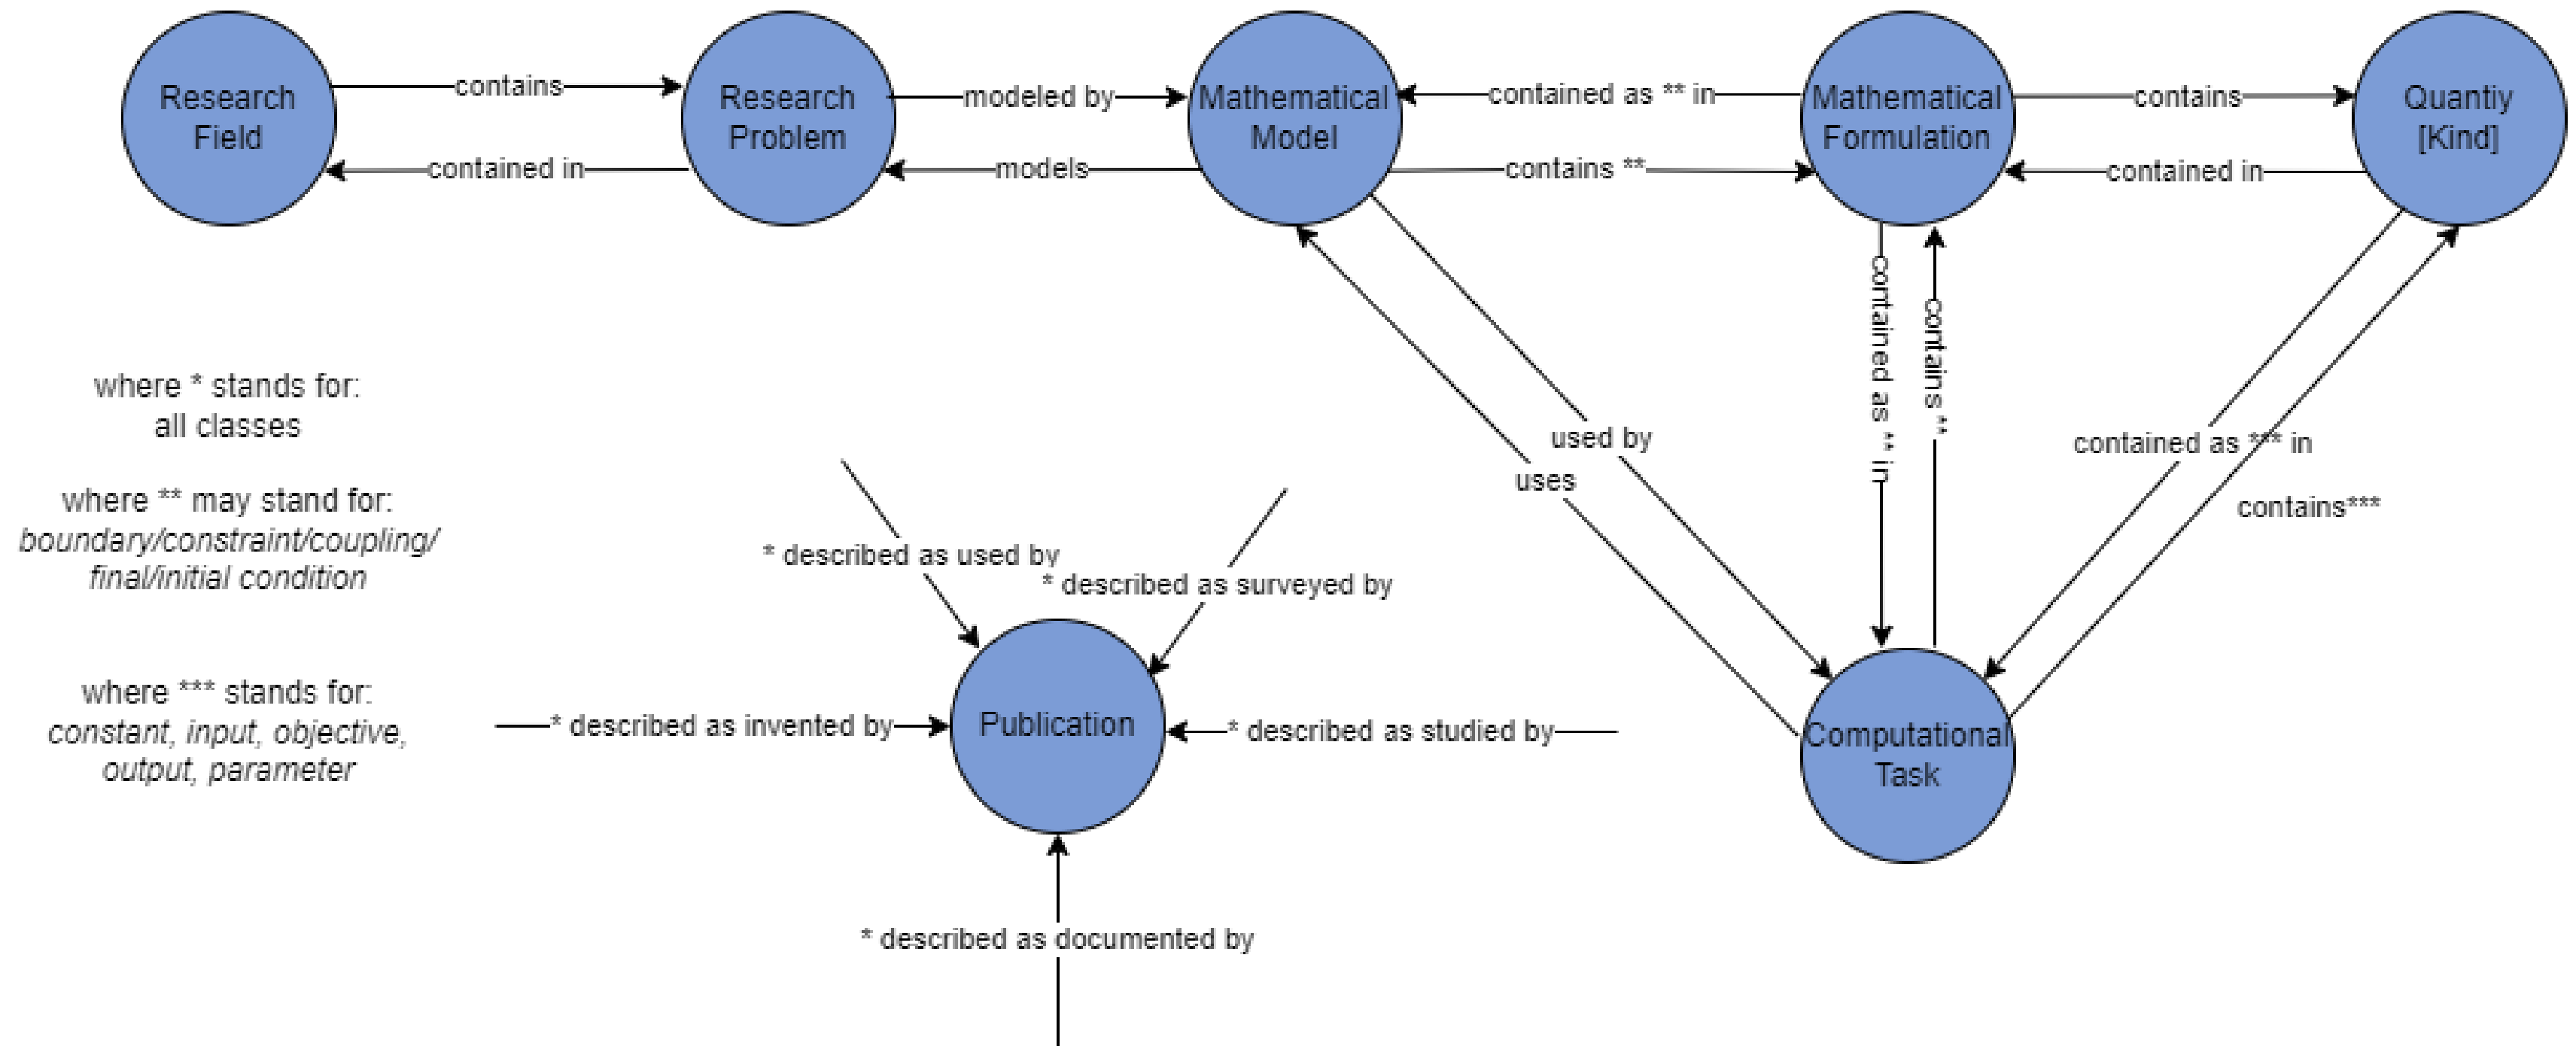 Research
Field
contains
contained in
Research
Problem
modeled by
models
Mathematical
Model
contained as ** in
contains **
Mathematical
Formulation
contains
contained in
Quantiy
[Kind]
contained as ** in
contains **
used by
uses
contained as *** in
contains***
where * stands for:
all classes
where ** may stand for:
boundary/constraint/coupling/
final/initial condition
where *** stands for:
constant, input, objective,
output, parameter
* described as used by
* described as surveyed by
* described as invented by
Publication
* described as studied by
* described as documented by
Computational
Task